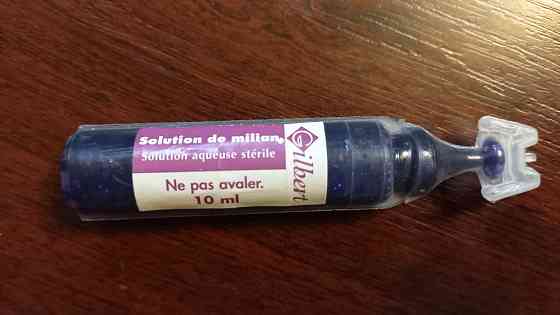 Solution de milian
Solution aqueuse stérile
Ne pas avaler.
10 ml
Gilbert